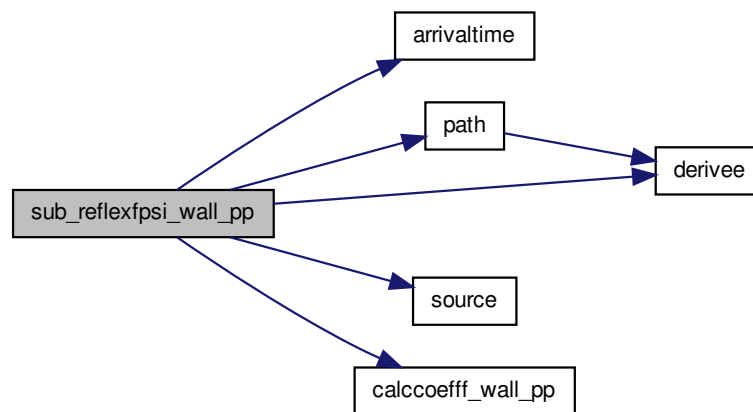 arrivaltime
path
derivee
sub_reflexfpsi_wall_pp
source
calccoefff_wall_pp